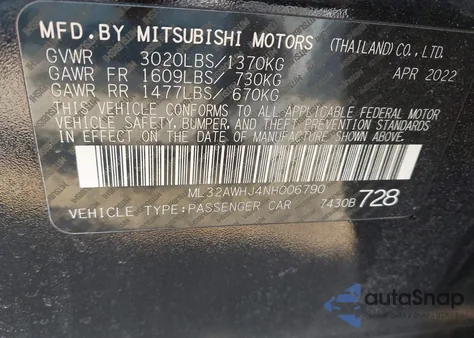 MFD. BY MITSUBISHI MOTORS (THAILAND) CO., LTD.
GVWR 3020LBS/1370KG APR 2022
GAWR FR 1609LBS/ 730KG
GAWR RR 1477LBS/ 670KG
THIS VEHICLE CONFORMS TO ALL APPLICABLE FEDERAL MOTOR
VEHICLE SAFETY, BUMPER, AND THEFT PREVENTION STANDARDS
IN EFFECT ON THE DATE OF MANUFACTURE SHOWN ABOVE.
ML32AWHJ4NH006790
VEHICLE TYPE:PASSENGER CAR 7430B 728
autoSnap